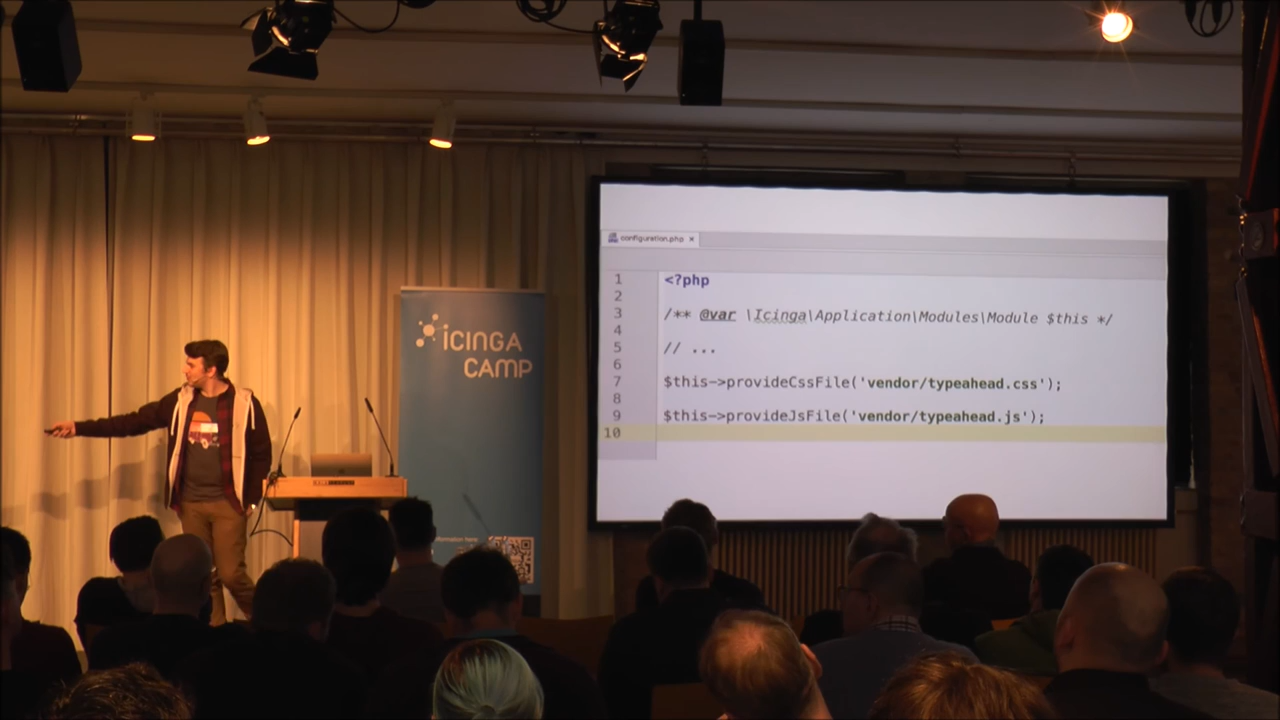 ICINGA
CAMP
configuration.php ×
1 <?php
2
3 /** @var \Icinga\Application\Modules\Module $this */
4
5 // ...
6
7 $this->provideCssFile('vendor/typeahead.css');
8
9 $this->provideJsFile('vendor/typeahead.js');
10